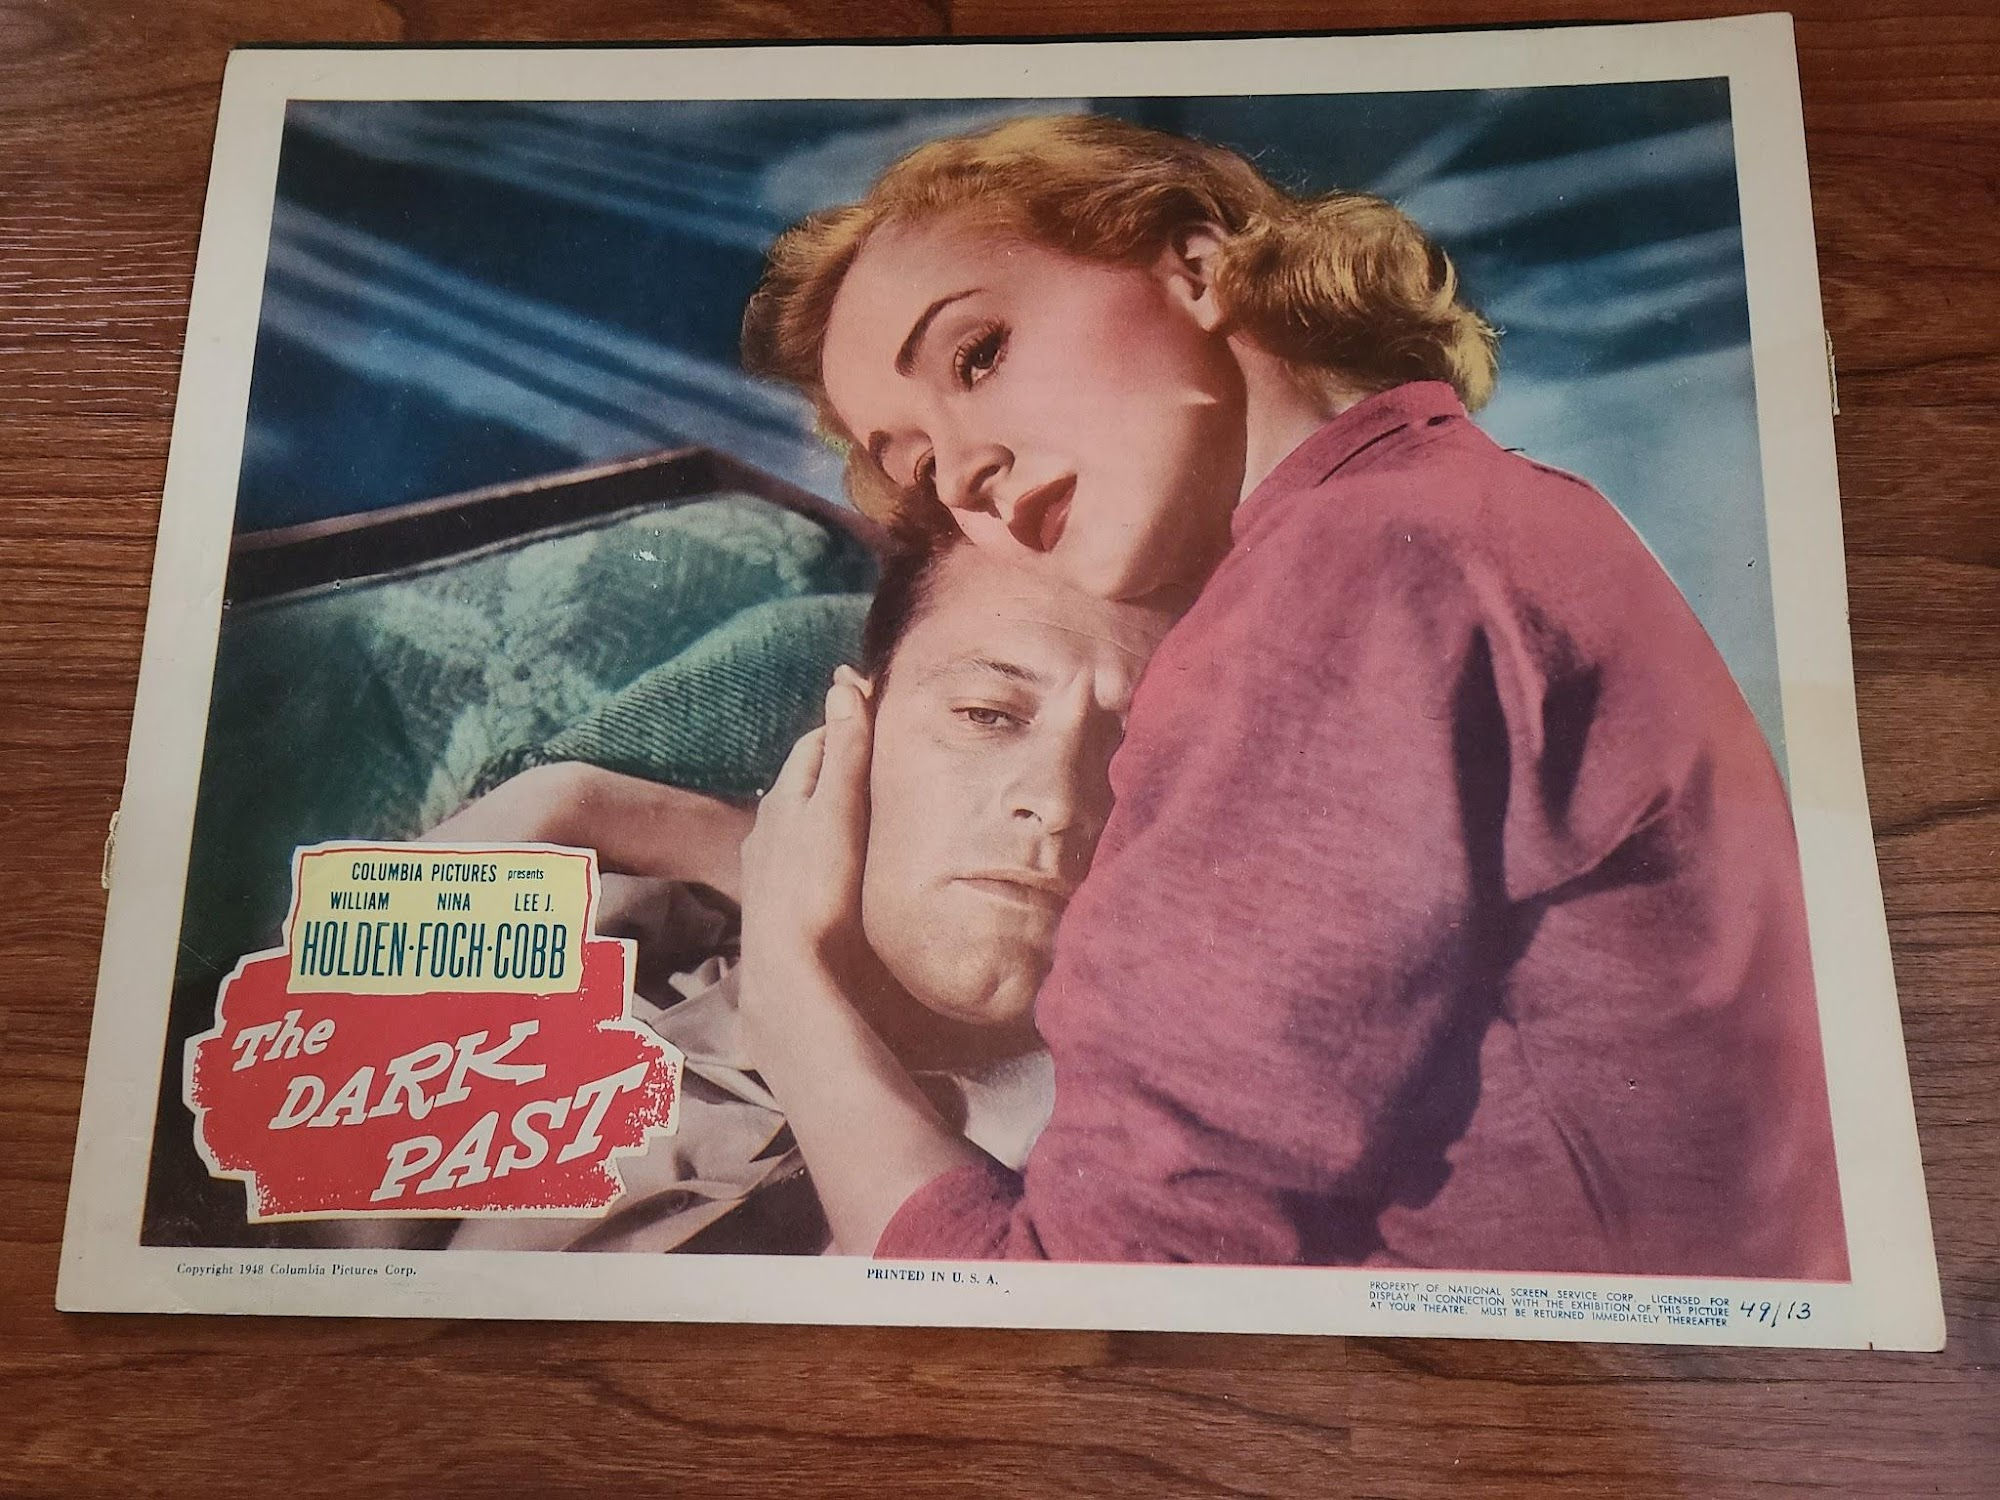 COLUMBIA PICTURES presents
WILLIAM NINA LEE J.
HOLDEN·FOCH·COBB
The
DARK
PAST
Copyright 1948 Columbia Pictures Corp.
PRINTED IN U. S. A.
PROPERTY OF NATIONAL SCREEN SERVICE CORP. LICENSED FOR
DISPLAY IN CONNECTION WITH THE EXHIBITION OF THIS PICTURE
AT YOUR THEATRE. MUST BE RETURNED IMMEDIATELY THEREAFTER
49/13